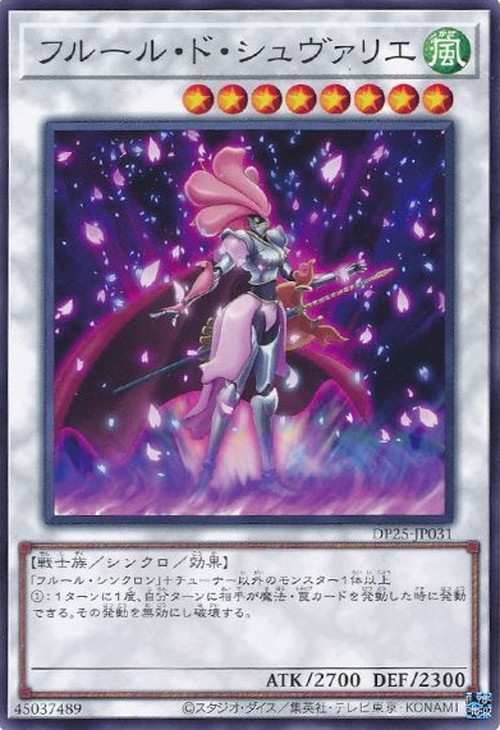 フルール・ド・シュヴァリエ
風
DP25-JP031
【戦士族／シンクロ／効果】
「フルール・シンクロン」＋チューナー以外のモンスター1体以上
①：1ターンに1度、自分ターンに相手が魔法・罠カードを発動した時に発動
できる。その発動を無効にし破壊する。
ATK/2700 DEF/2300
45037489 ©スタジオ・ダイス／集英社・テレビ東京・KONAMI